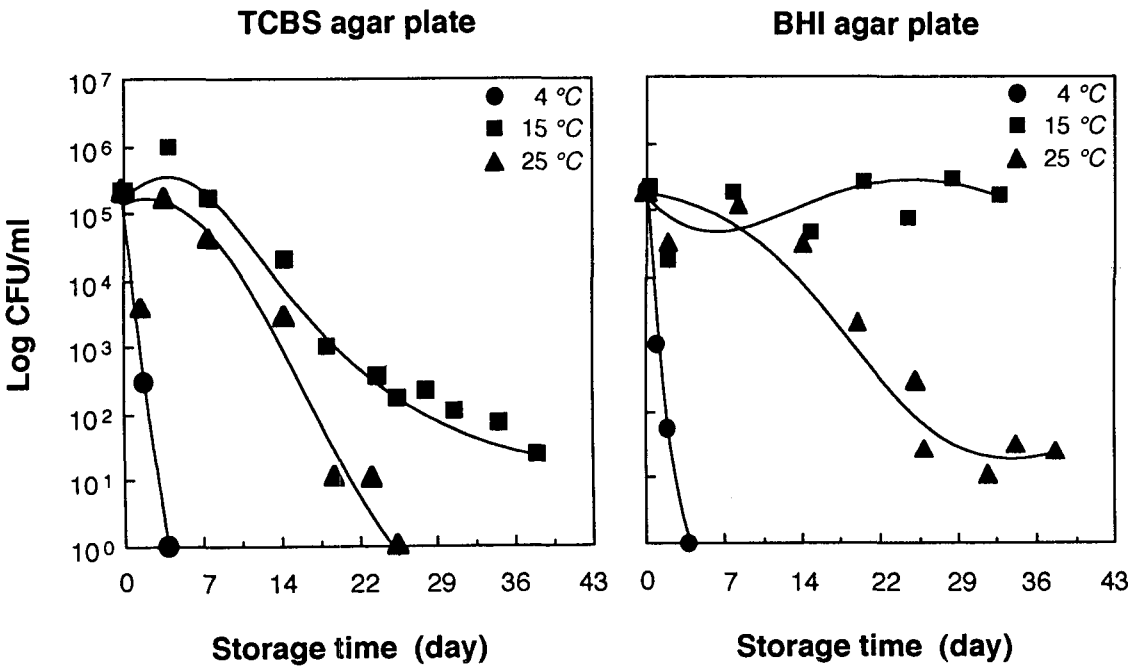 TCBS agar plate
BHI agar plate
Log CFU/ml
10⁷
10⁶
10⁵
10⁴
10³
10²
10¹
10⁰
4 °C
15 °C
25 °C
0 7 14 22 29 36 43
Storage time (day)
4 °C
15 °C
25 °C
0 7 14 22 29 36 43
Storage time (day)